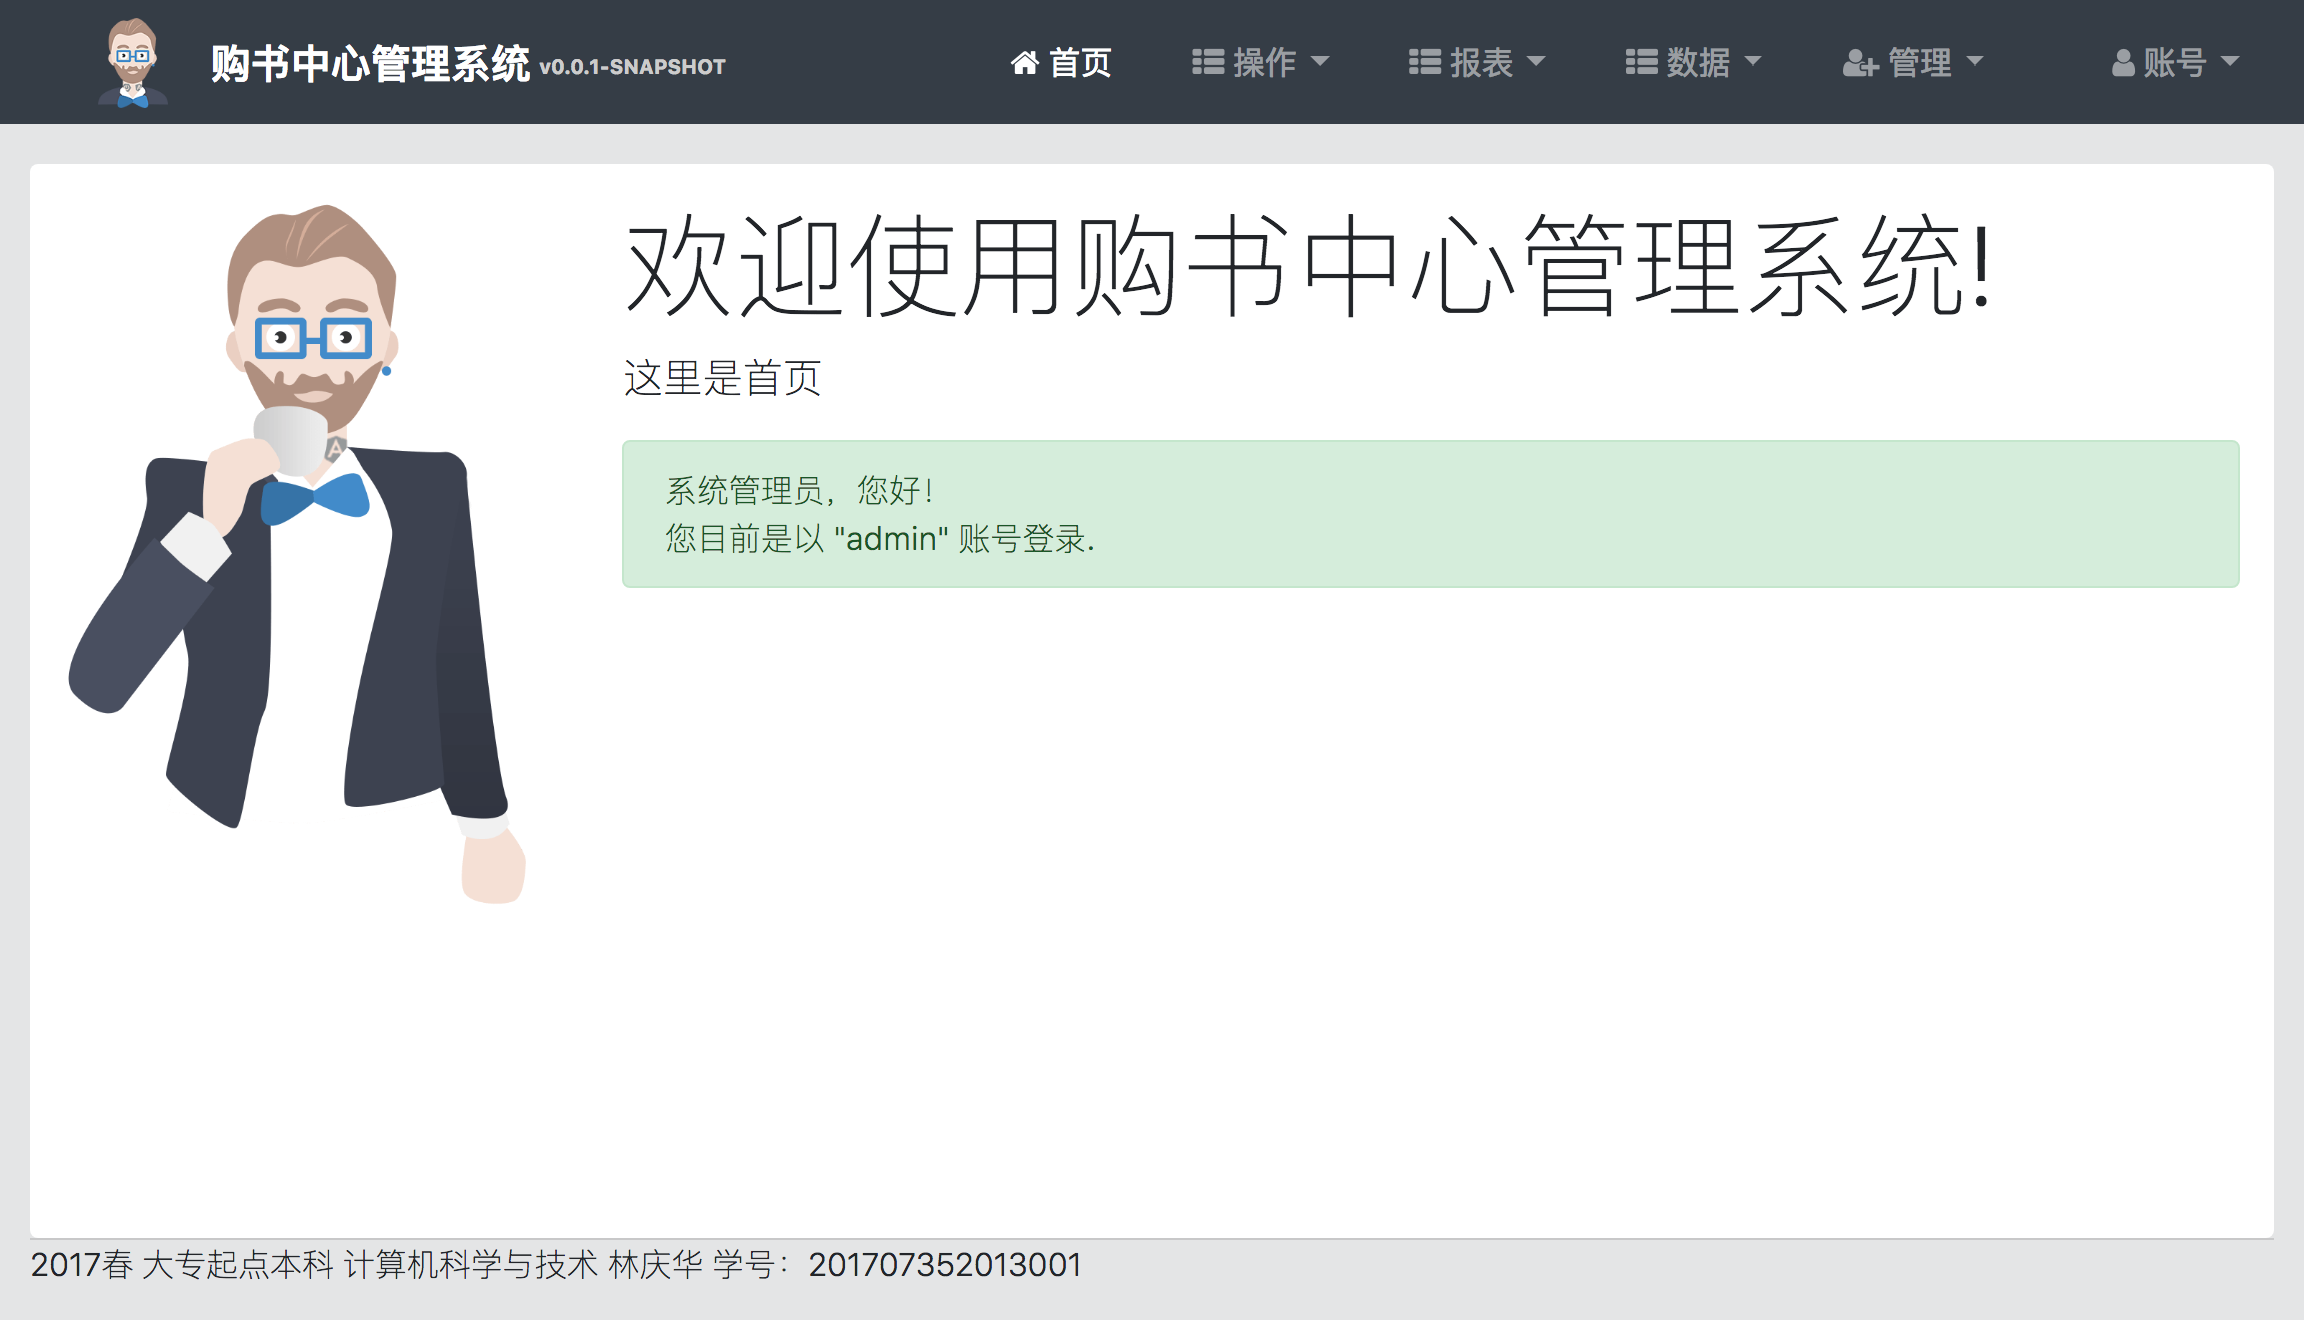 购书中心管理系统 v0.0.1-SNAPSHOT 首页 操作 报表 数据 管理 账号
欢迎使用购书中心管理系统!
这里是首页
A
系统管理员，您好！
您目前是以 "admin" 账号登录.
2017春 大专起点本科 计算机科学与技术 林庆华 学号：201707352013001